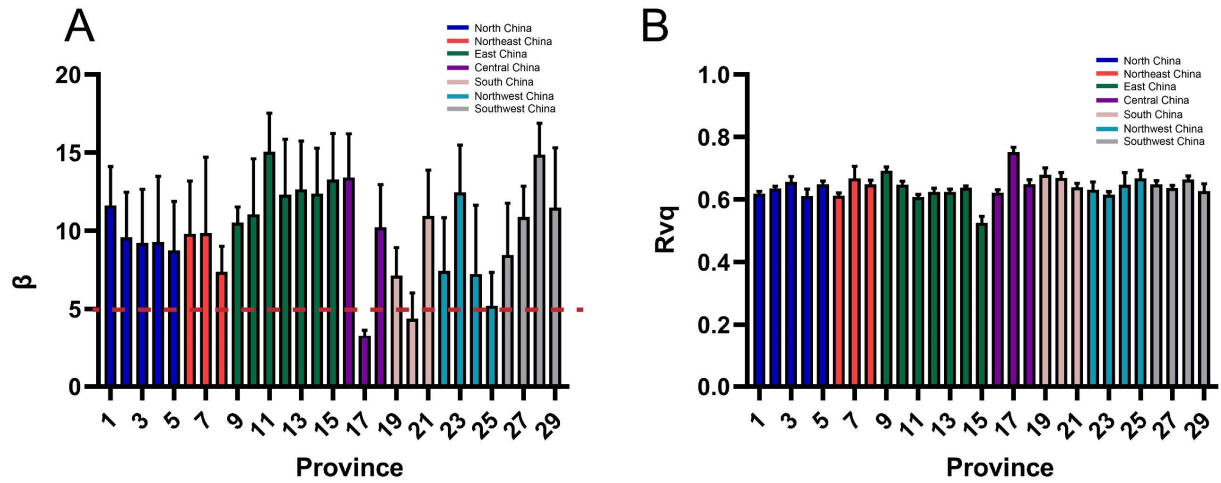 A
North China
Northeast China
East China
Central China
South China
Northwest China
Southwest China
20
15
10
5
0
β
1 3 5 7 9 11 13 15 17 19 21 23 25 27 29
Province
B
North China
Northeast China
East China
Central China
South China
Northwest China
Southwest China
1.0
0.8
0.6
0.4
0.2
0.0
Rvq
1 3 5 7 9 11 13 15 17 19 21 23 25 27 29
Province